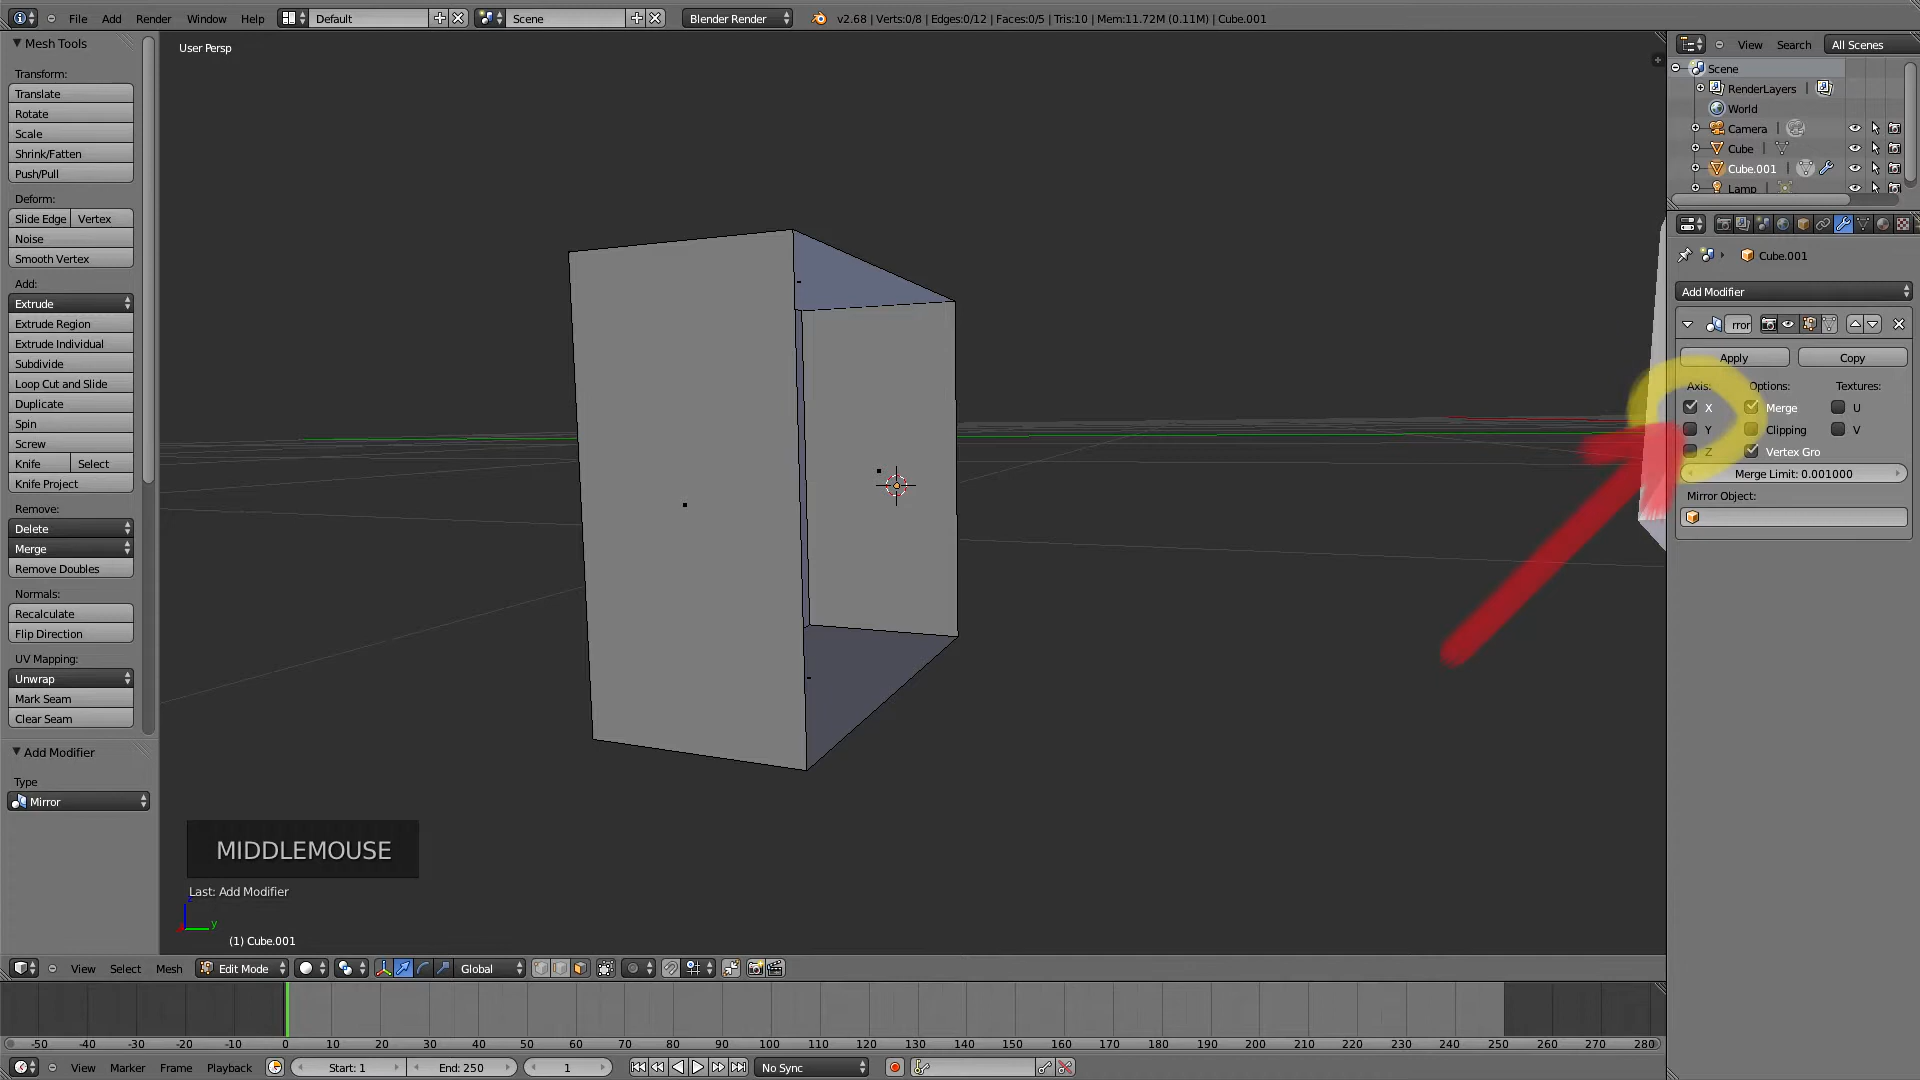 File Add Render Window Help Default Scene Blender Render v2.68 | Verts:0/8 | Edges:0/12 | Faces:0/5 | Tris:10 | Mem:11.72M (0.11M) | Cube.001
Mesh Tools
Transform:
Translate
Rotate
Scale
Shrink/Fatten
Push/Pull
Deform:
Slide Edge Vertex
Noise
Smooth Vertex
Add:
Extrude
Extrude Region
Extrude Individual
Subdivide
Loop Cut and Slide
Duplicate
Spin
Screw
Knife Select
Knife Project
Remove:
Delete
Merge
Remove Doubles
Normals:
Recalculate
Flip Direction
UV Mapping:
Unwrap
Mark Seam
Clear Seam
Add Modifier
Type
Mirror
User Persp
MIDDLEMOUSE
Last: Add Modifier
y
(1) Cube.001
View Search All Scenes
Scene
RenderLayers
World
Camera
Cube
Cube.001
Lamp
Cube.001
Add Modifier
rror
Apply Copy
Axis: Options: Textures:
X Merge U
Y Clipping V
Z Vertex Gro
Merge Limit: 0.001000
Mirror Object:
View Select Mesh Edit Mode Global
-50 -40 -30 -20 -10 0 10 20 30 40 50 60 70 80 90 100 110 120 130 140 150 160 170 180 190 200 210 220 230 240 250 260 270 280
View Marker Frame Playback Start: 1 End: 250 1 No Sync